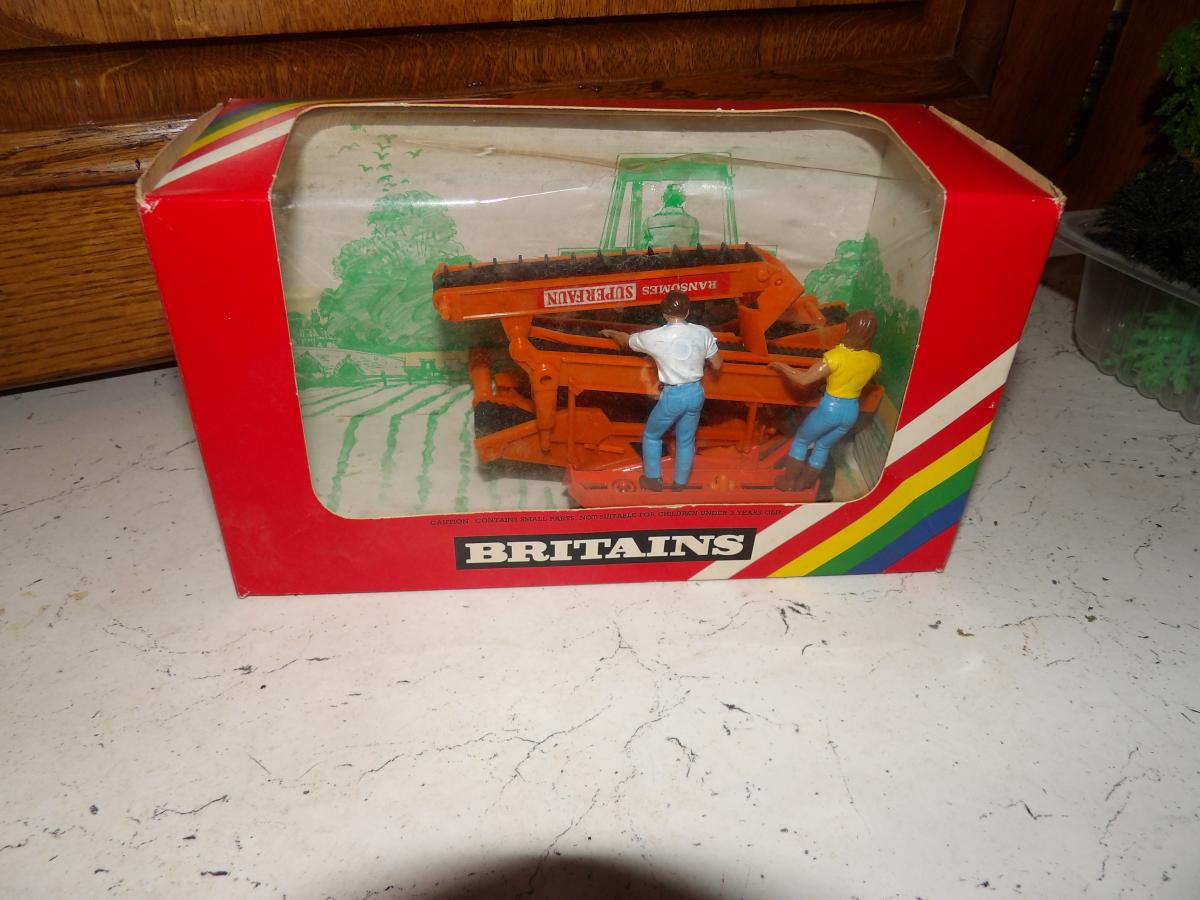 RANSOMES SUPERFAUN
CAUTION: CONTAINS SMALL PARTS. NOT SUITABLE FOR CHILDREN UNDER 3 YEARS OLD.
BRITAINS